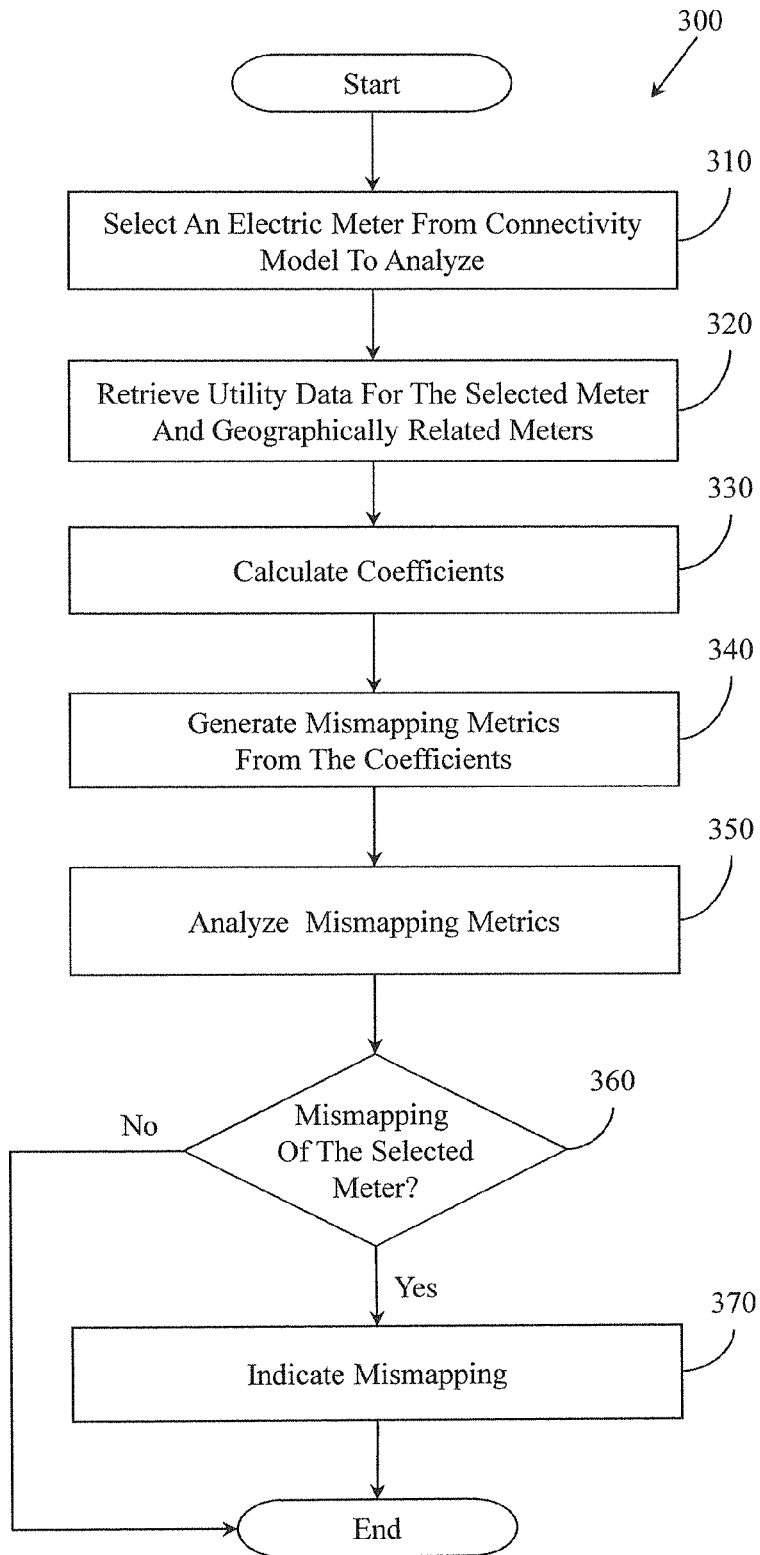 300
Start
310
Select An Electric Meter From Connectivity
Model To Analyze
320
Retrieve Utility Data For The Selected Meter
And Geographically Related Meters
330
Calculate Coefficients
340
Generate Mismapping Metrics
From The Coefficients
350
Analyze Mismapping Metrics
360
Mismapping
Of The Selected
Meter?
No
Yes
370
Indicate Mismapping
End